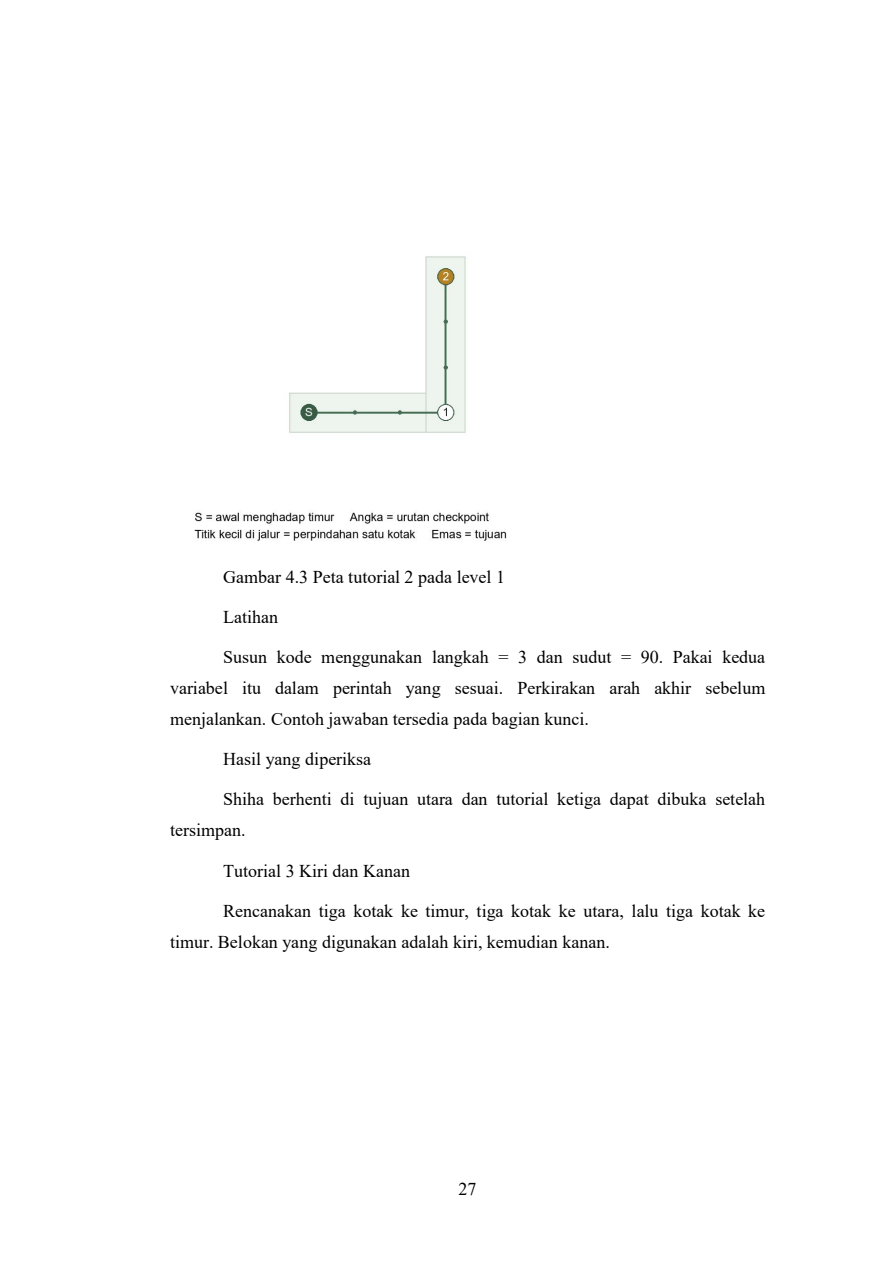 2
S
1
S = awal menghadap timur Angka = urutan checkpoint
Titik kecil di jalur = perpindahan satu kotak Emas = tujuan
Gambar 4.3 Peta tutorial 2 pada level 1
Latihan
Susun kode menggunakan langkah = 3 dan sudut = 90. Pakai kedua
variabel itu dalam perintah yang sesuai. Perkirakan arah akhir sebelum
menjalankan. Contoh jawaban tersedia pada bagian kunci.
Hasil yang diperiksa
Shiha berhenti di tujuan utara dan tutorial ketiga dapat dibuka setelah
tersimpan.
Tutorial 3 Kiri dan Kanan
Rencanakan tiga kotak ke timur, tiga kotak ke utara, lalu tiga kotak ke
timur. Belokan yang digunakan adalah kiri, kemudian kanan.
27